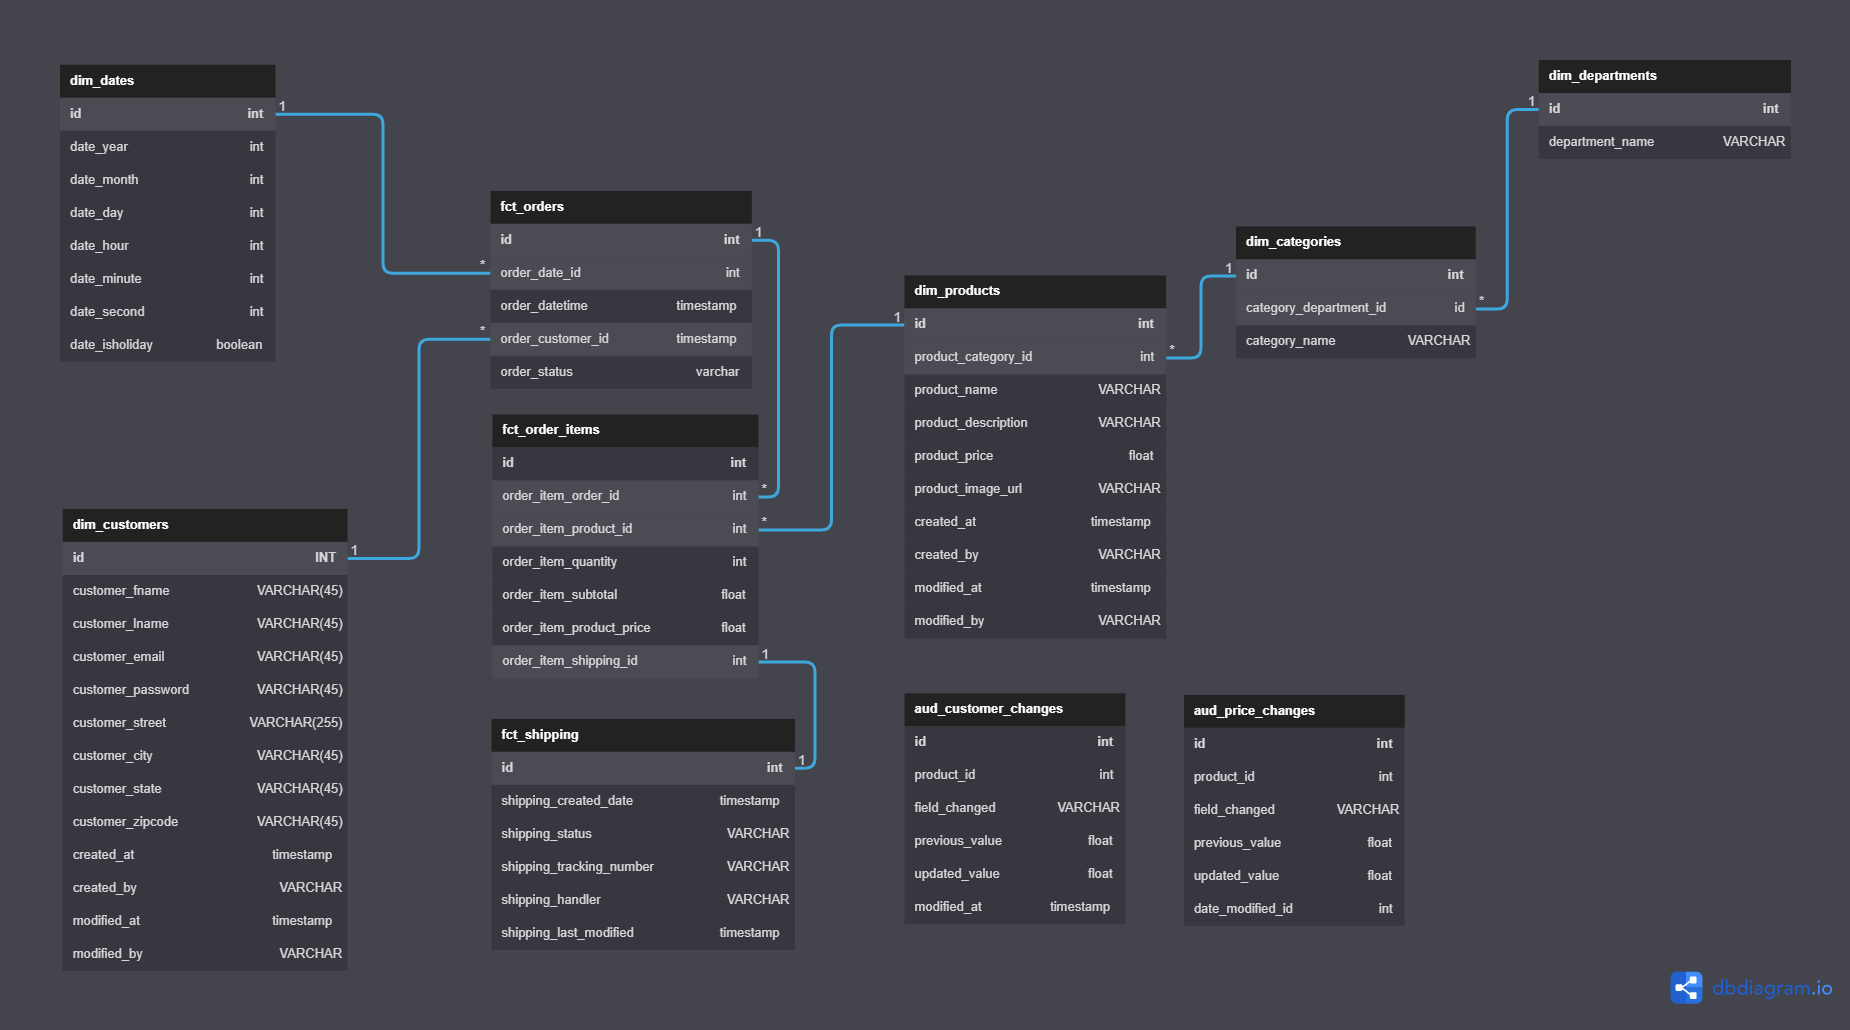 dim_dates
id int
date_year int
date_month int
date_day int
date_hour int
date_minute int
date_second int
date_isholiday boolean
1
*
dim_customers
id INT
customer_fname VARCHAR(45)
customer_lname VARCHAR(45)
customer_email VARCHAR(45)
customer_password VARCHAR(45)
customer_street VARCHAR(255)
customer_city VARCHAR(45)
customer_state VARCHAR(45)
customer_zipcode VARCHAR(45)
created_at timestamp
created_by VARCHAR
modified_at timestamp
modified_by VARCHAR
1
*
fct_orders
id int
order_date_id int
order_datetime timestamp
order_customer_id timestamp
order_status varchar
1
*
fct_order_items
id int
order_item_order_id int
order_item_product_id int
order_item_quantity int
order_item_subtotal float
order_item_product_price float
order_item_shipping_id int
*
1
1
fct_shipping
id int
shipping_created_date timestamp
shipping_status VARCHAR
shipping_tracking_number VARCHAR
shipping_handler VARCHAR
shipping_last_modified timestamp
1
dim_products
id int
product_category_id int
product_name VARCHAR
product_description VARCHAR
product_price float
product_image_url VARCHAR
created_at timestamp
created_by VARCHAR
modified_at timestamp
modified_by VARCHAR
*
1
dim_categories
id int
category_department_id id
category_name VARCHAR
*
1
dim_departments
id int
department_name VARCHAR
aud_customer_changes
id int
product_id int
field_changed VARCHAR
previous_value float
updated_value float
modified_at timestamp
aud_price_changes
id int
product_id int
field_changed VARCHAR
previous_value float
updated_value float
date_modified_id int
dbdiagram.io